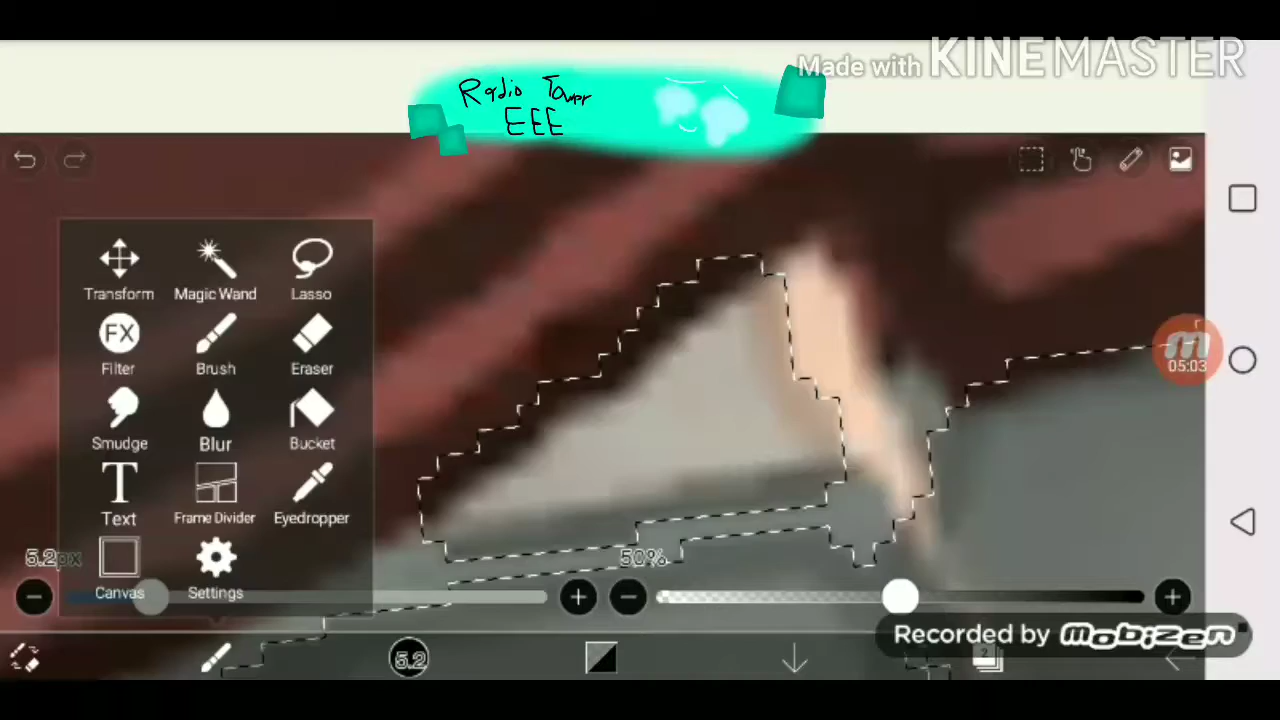 Made with KINEMASTER
Radio Tower
EEE
Transform Magic Wand Lasso
FX
Filter Brush Eraser
05:03
Smudge Blur Bucket
T
Text Frame Divider Eyedropper
5.2px 50%
Canvas Settings
Recorded by mobizen
5.2 2